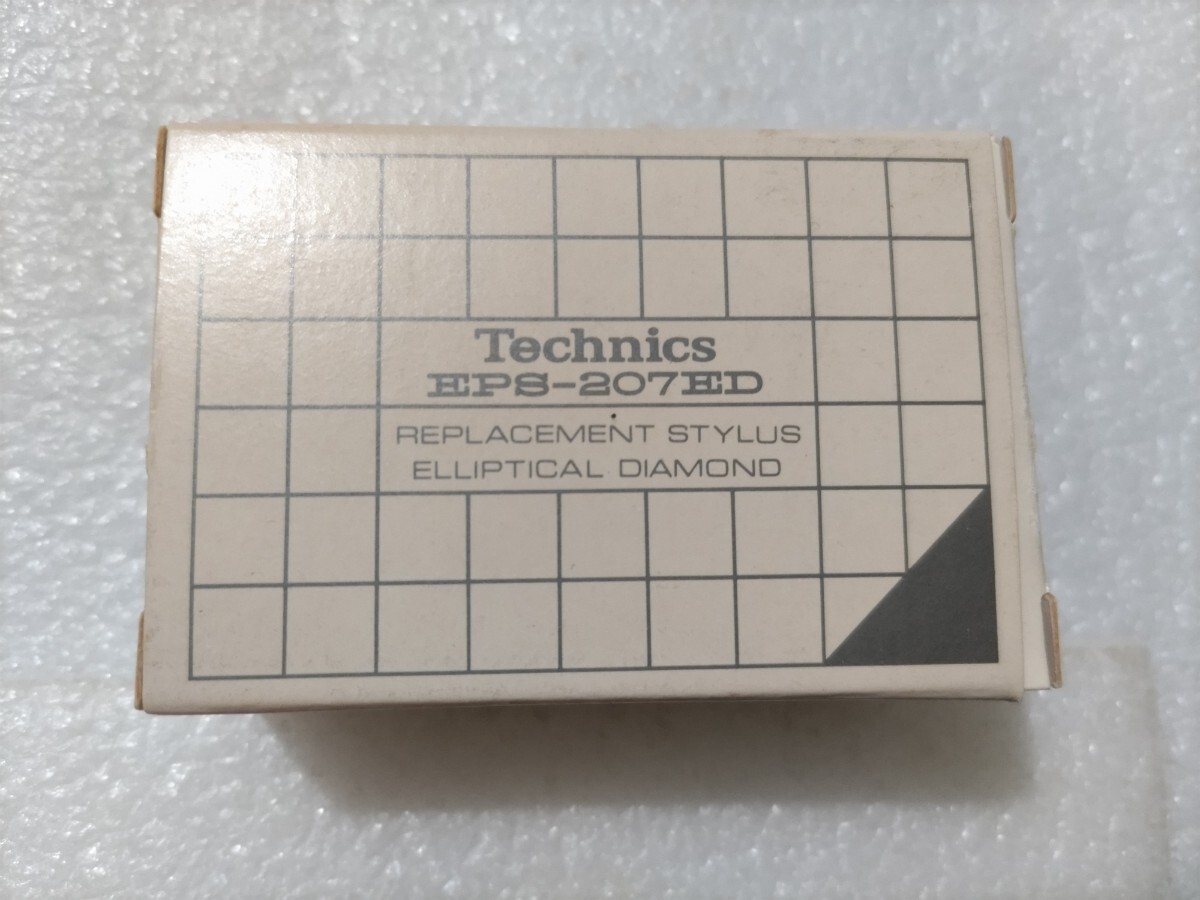 Technics
EPS-207ED
REPLACEMENT STYLUS
ELLIPTICAL DIAMOND